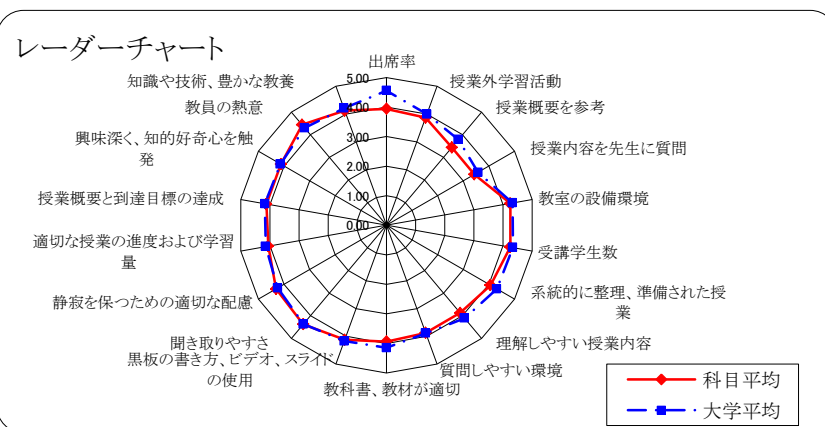 レーダーチャート
出席率
授業外学習活動
授業概要を参考
授業内容を先生に質問
教室の設備環境
受講学生数
系統的に整理、準備された授
業
理解しやすい授業内容
質問しやすい環境
教科書、教材が適切
黒板の書き方、ビデオ、スライド
の使用
聞き取りやすさ
静寂を保つための適切な配慮
適切な授業の進度および学習
量
授業概要と到達目標の達成
興味深く、知的好奇心を触
発
教員の熱意
知識や技術、豊かな教養
5.00
4.00
3.00
2.00
1.00
0.00
科目平均
大学平均